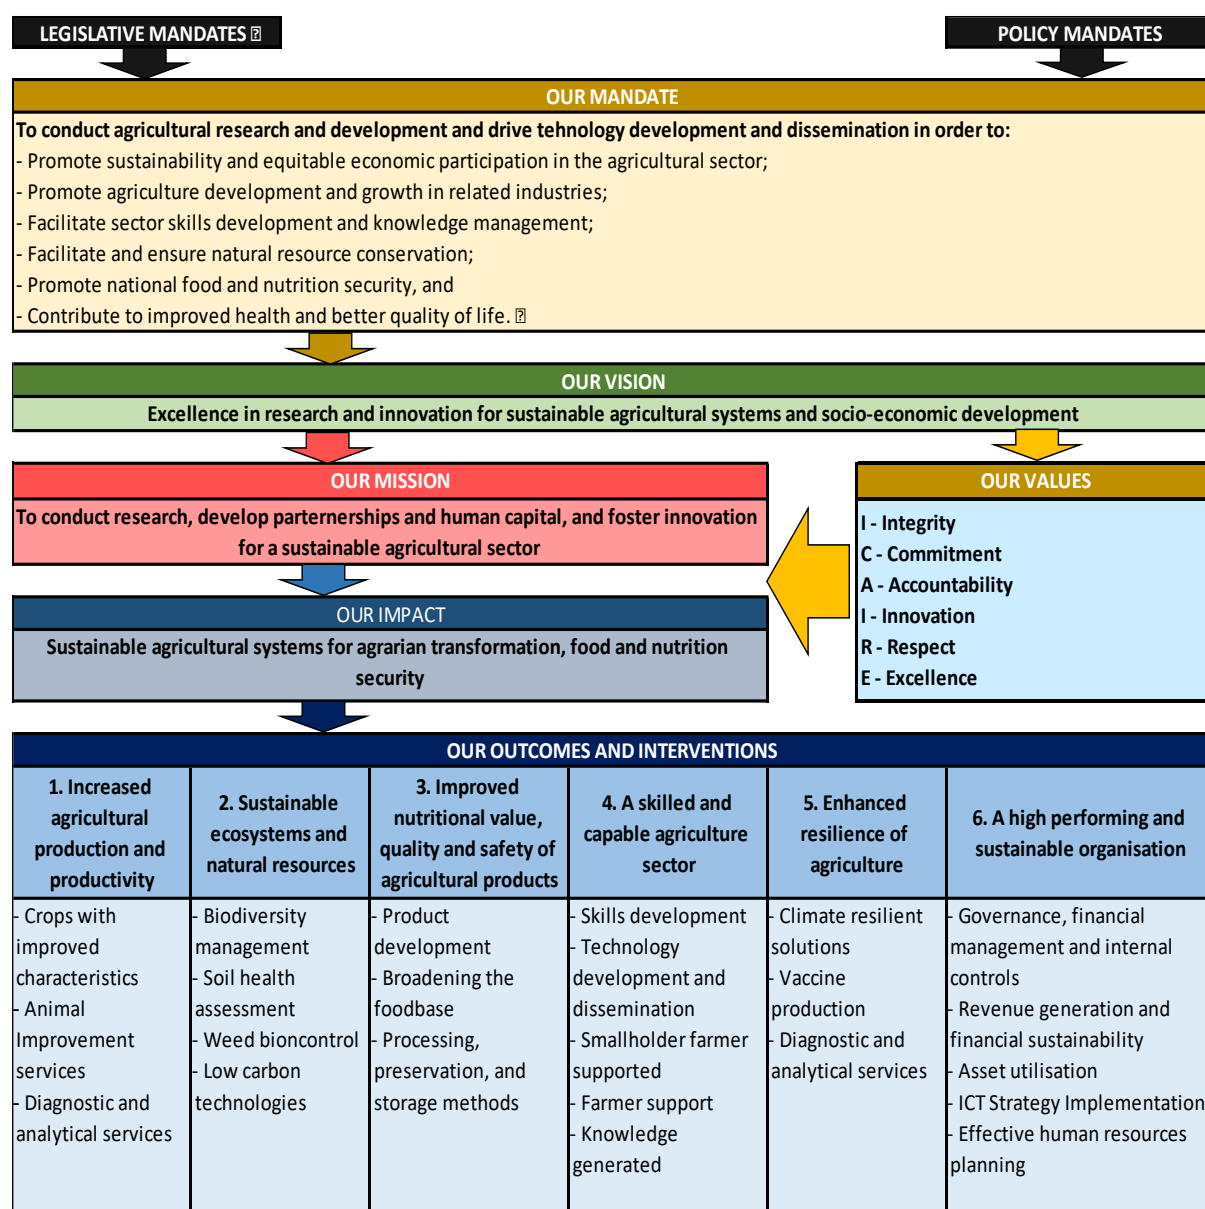 LEGISLATIVE MANDATES
POLICY MANDATES
OUR MANDATE
To conduct agricultural research and development and drive tehnology development and dissemination in order to:
- Promote sustainability and equitable economic participation in the agricultural sector;
- Promote agriculture development and growth in related industries;
- Facilitate sector skills development and knowledge management;
- Facilitate and ensure natural resource conservation;
- Promote national food and nutrition security, and
- Contribute to improved health and better quality of life.
OUR VISION
Excellence in research and innovation for sustainable agricultural systems and socio-economic development
OUR MISSION
To conduct research, develop parternerships and human capital, and foster innovation
for a sustainable agricultural sector
OUR VALUES
I - Integrity
C - Commitment
A - Accountability
I - Innovation
R - Respect
E - Excellence
OUR IMPACT
Sustainable agricultural systems for agrarian transformation, food and nutrition
security
OUR OUTCOMES AND INTERVENTIONS
1. Increased
agricultural
production and
productivity
2. Sustainable
ecosystems and
natural resources
3. Improved
nutritional value,
quality and safety of
agricultural products
4. A skilled and
capable agriculture
sector
5. Enhanced
resilience of
agriculture
6. A high performing and
sustainable organisation
- Crops with
improved
characteristics
- Animal
Improvement
services
- Diagnostic and
analytical services
- Biodiversity
management
- Soil health
assessment
- Weed bioncontrol
- Low carbon
technologies
- Product
development
- Broadening the
foodbase
- Processing,
preservation, and
storage methods
- Skills development
- Technology
development and
dissemination
- Smallholder farmer
supported
- Farmer support
- Knowledge
generated
- Climate resilient
solutions
- Vaccine
production
- Diagnostic and
analytical services
- Governance, financial
management and internal
controls
- Revenue generation and
financial sustainability
- Asset utilisation
- ICT Strategy Implementation
- Effective human resources
planning